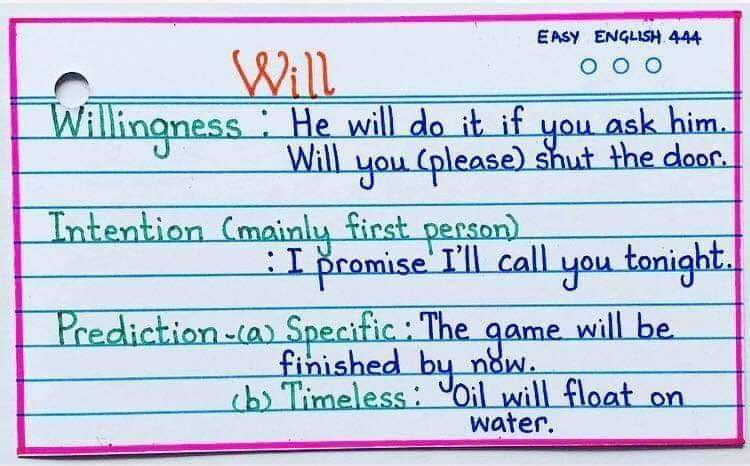 EASY ENGLISH 444
Will
Willingness : He will do it if you ask him.
Will you (please) shut the door.
Intention (mainly first person)
: I promise I'll call you tonight.
Prediction -(a) Specific : The game will be
finished by now.
(b) Timeless : Oil will float on
water.